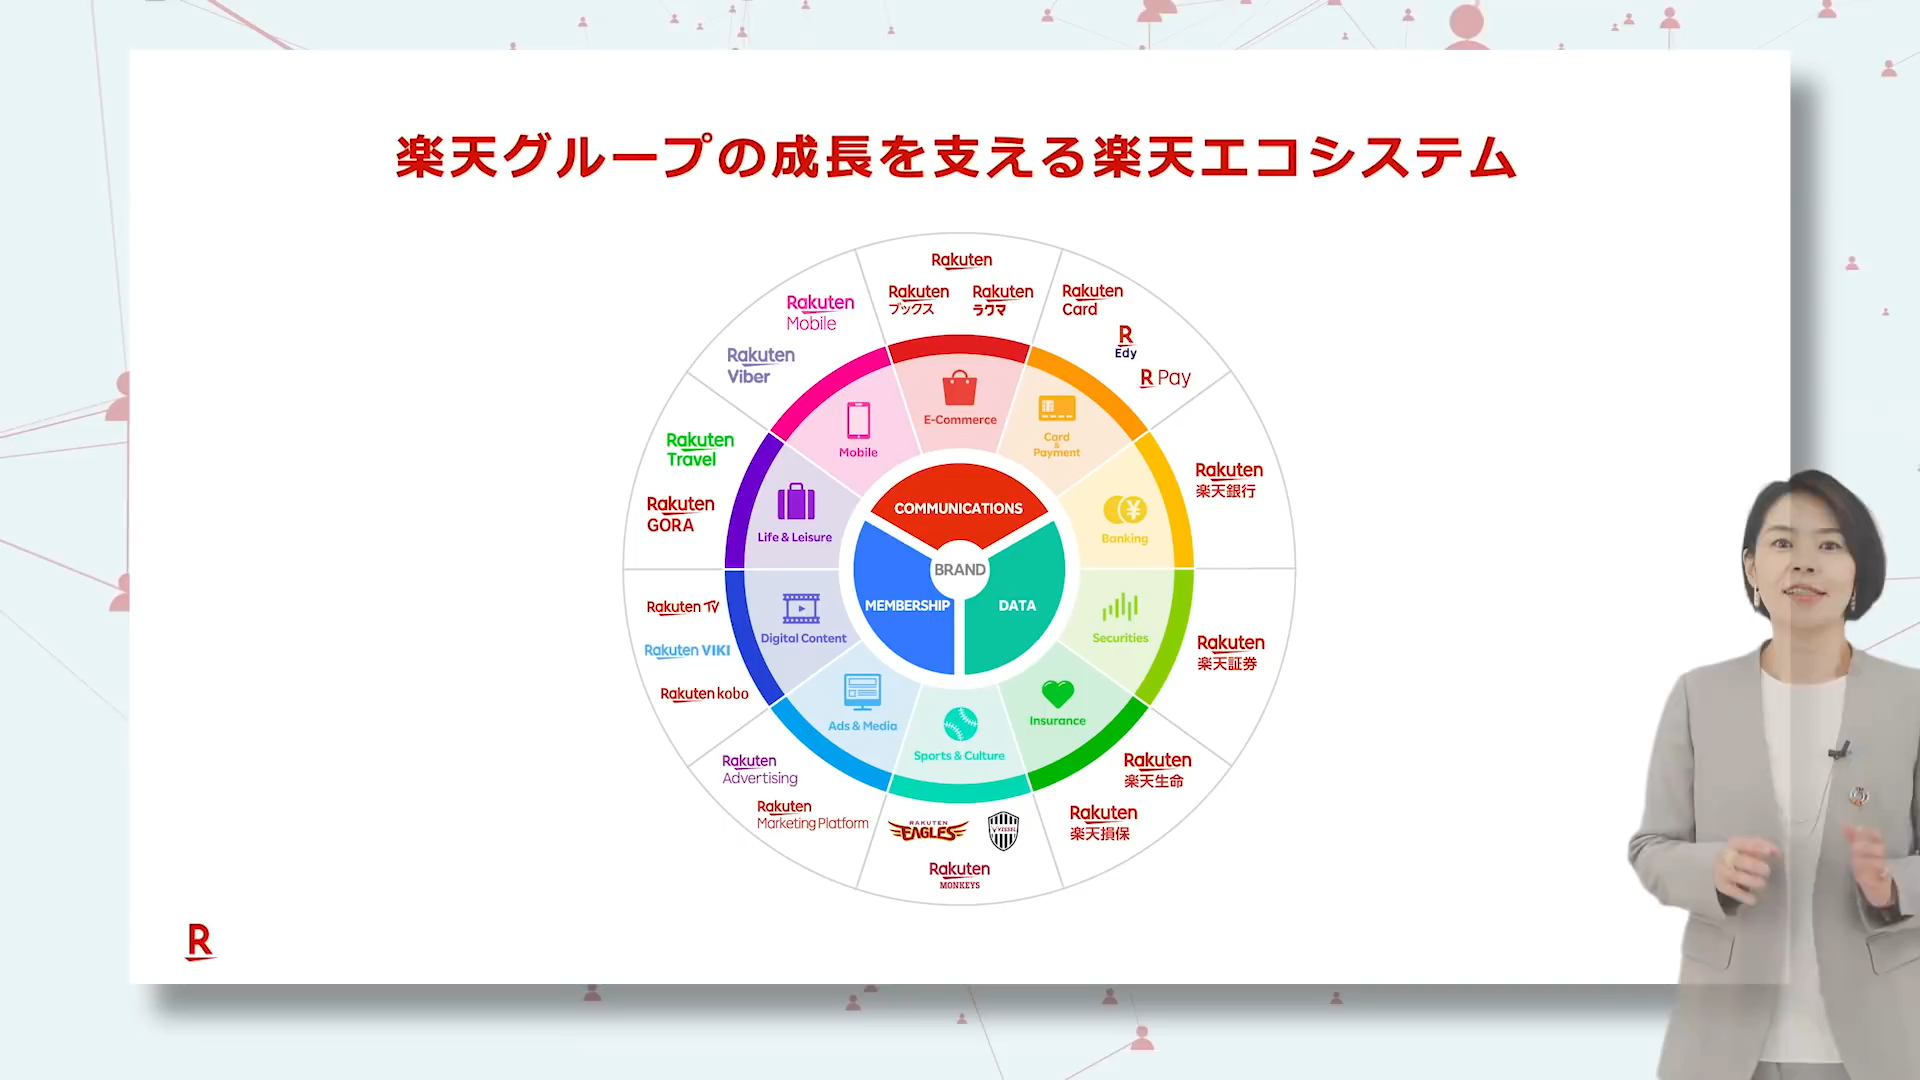 楽天グループの成長を支える楽天エコシステム
Rakuten
Rakuten
ブックス
Rakuten
ラクマ
Rakuten
Card
R
Edy
R Pay
Rakuten
楽天銀行
Rakuten
楽天証券
Rakuten
楽天生命
Rakuten
楽天損保
RAKUTEN
EAGLES
VISSEL
Rakuten
MONKEYS
Rakuten
Marketing Platform
Rakuten
Advertising
Rakuten kobo
Rakuten VIKI
Rakuten TV
Rakuten
GORA
Rakuten
Travel
Rakuten
Viber
Rakuten
Mobile
E-Commerce
Card
&
Payment
Banking
Securities
Insurance
Sports & Culture
Ads & Media
Digital Content
Life & Leisure
Mobile
COMMUNICATIONS
BRAND
MEMBERSHIP
DATA
R